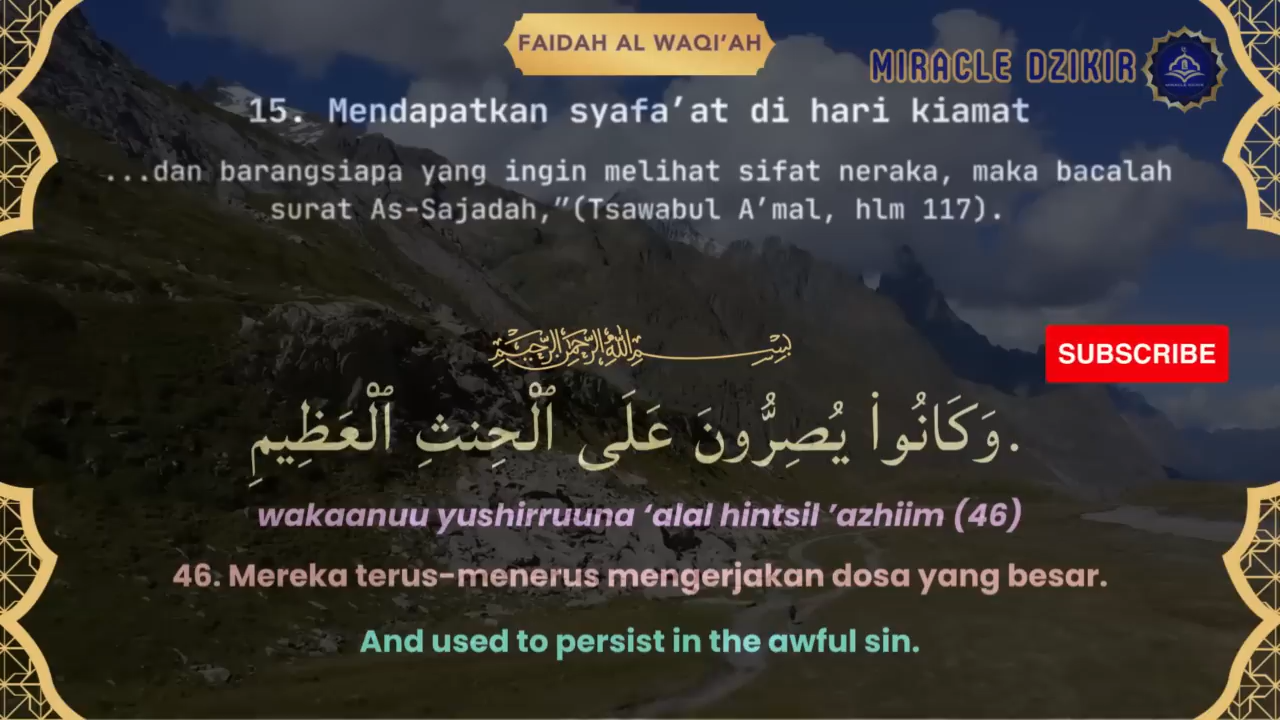 FAIDAH AL WAQI’AH
MIRACLE DZIKIR
15. Mendapatkan syafa’at di hari kiamat
...dan barangsiapa yang ingin melihat sifat neraka, maka bacalah
surat As-Sajadah,”(Tsawabul A’mal, hlm 117).
بِسْمِ اللهِ الرَّحْمٰنِ الرَّحِيْمِ
SUBSCRIBE
وَكَانُوا۟ يُصِرُّونَ عَلَى ٱلْحِنثِ ٱلْعَظِيمِ.
wakaanuu yushirruuna ‘alal hintsil ’azhiim (46)
46. Mereka terus-menerus mengerjakan dosa yang besar.
And used to persist in the awful sin.